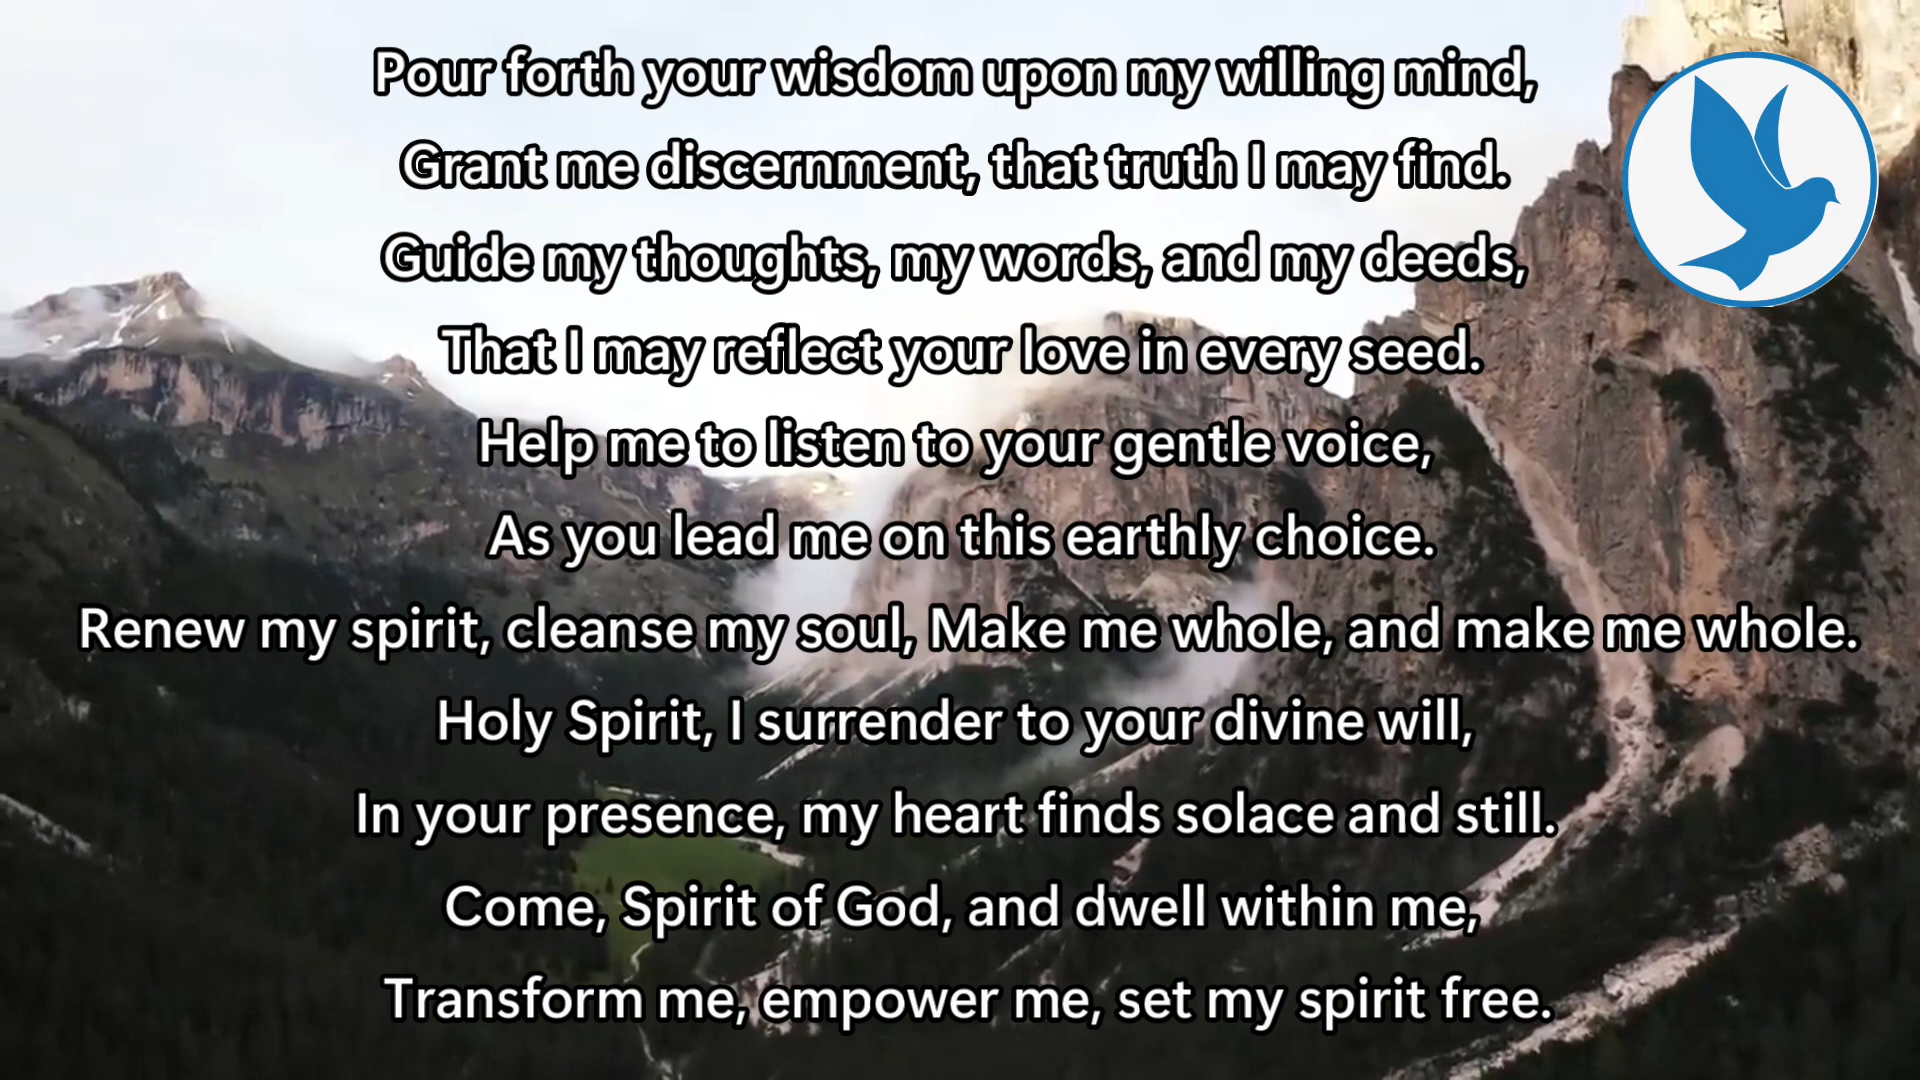 Pour forth your wisdom upon my willing mind,
Grant me discernment, that truth I may find.
Guide my thoughts, my words, and my deeds,
That I may reflect your love in every seed.
Help me to listen to your gentle voice,
As you lead me on this earthly choice.
Renew my spirit, cleanse my soul, Make me whole, and make me whole.
Holy Spirit, I surrender to your divine will,
In your presence, my heart finds solace and still.
Come, Spirit of God, and dwell within me,
Transform me, empower me, set my spirit free.